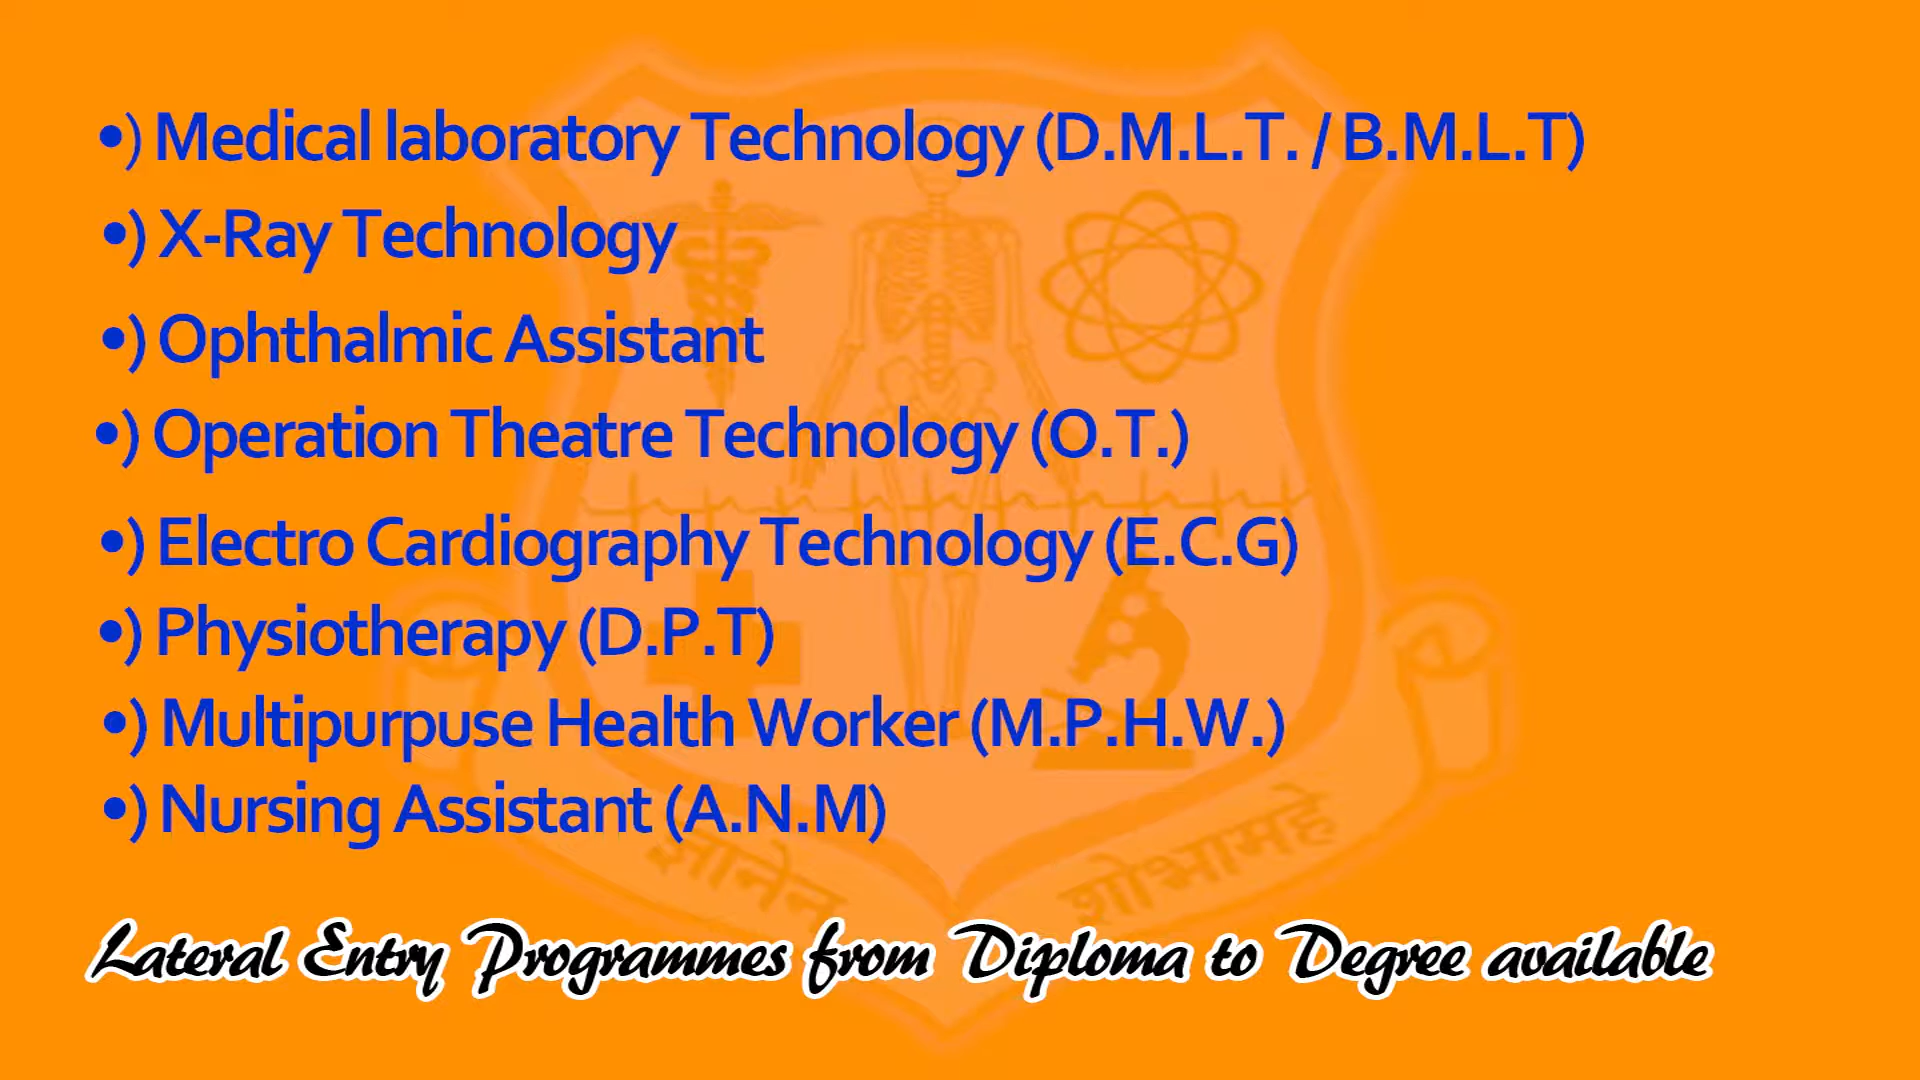 •) Medical laboratory Technology (D.M.L.T. / B.M.L.T)
•) X-Ray Technology
•) Ophthalmic Assistant
•) Operation Theatre Technology (O.T.)
•) Electro Cardiography Technology (E.C.G)
•) Physiotherapy (D.P.T)
•) Multipurpuse Health Worker (M.P.H.W.)
•) Nursing Assistant (A.N.M)
ज्ञानेन शोभामहे
Lateral Entry Programmes from Diploma to Degree available